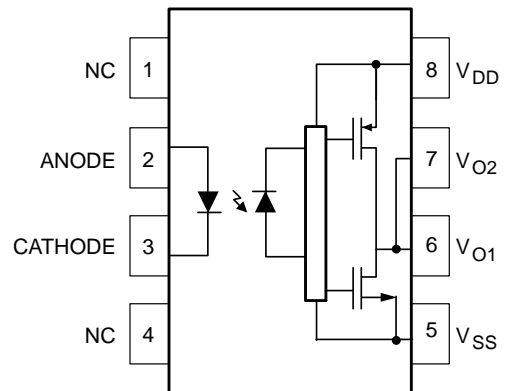 NC 1
ANODE 2
CATHODE 3
NC 4
8 VDD
7 VO2
6 VO1
5 VSS